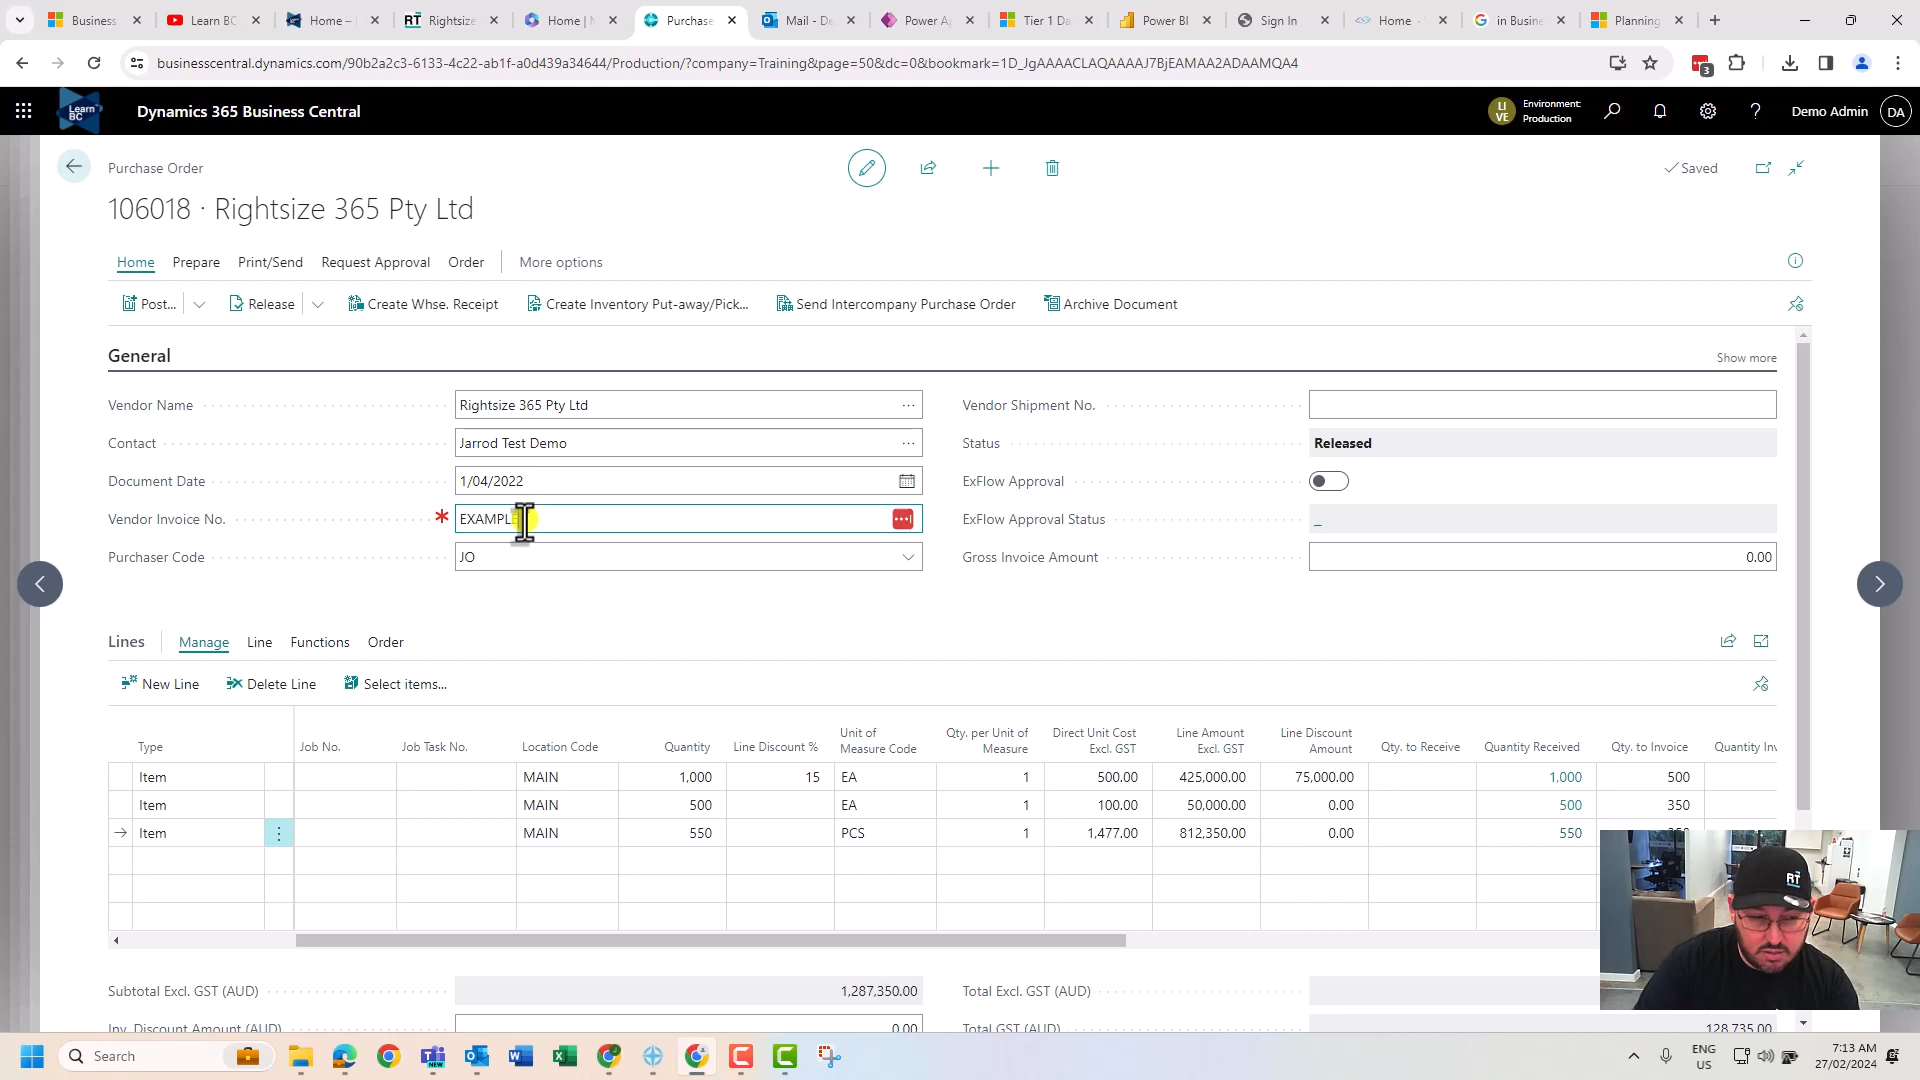 Business
Learn BC
Home –
RT Rightsize
Home | N
Purchase
Mail - De
Power Ap
Tier 1 Da
Power BI
Sign In
Home -
in Busine
Planning
businesscentral.dynamics.com/90b2a2c3-6133-4c22-ab1f-a0d439a34644/Production/?company=Training&page=50&dc=0&bookmark=1D_JgAAAACLAQAAAAJ7BjEAMAA2ADAAMQA4
3
Learn BC
Dynamics 365 Business Central
LI VE
Environment: Production
Demo Admin
DA
Purchase Order
Saved
106018 · Rightsize 365 Pty Ltd
Home Prepare Print/Send Request Approval Order More options
Post... Release Create Whse. Receipt Create Inventory Put-away/Pick... Send Intercompany Purchase Order Archive Document
General
Show more
Vendor Name Rightsize 365 Pty Ltd
Vendor Shipment No.
Contact Jarrod Test Demo
Status Released
Document Date 1/04/2022
ExFlow Approval
Vendor Invoice No. * EXAMPLE
ExFlow Approval Status _
Purchaser Code JO
Gross Invoice Amount 0.00
Lines Manage Line Functions Order
New Line Delete Line Select items...
Type Job No. Job Task No. Location Code Quantity Line Discount % Unit of Measure Code Qty. per Unit of Measure Direct Unit Cost Excl. GST Line Amount Excl. GST Line Discount Amount Qty. to Receive Quantity Received Qty. to Invoice Quantity Inv
Item MAIN 1,000 15 EA 1 500.00 425,000.00 75,000.00 1,000 500
Item MAIN 500 EA 1 100.00 50,000.00 0.00 500 350
Item MAIN 550 PCS 1 1,477.00 812,350.00 0.00 550
Subtotal Excl. GST (AUD) 1,287,350.00
Total Excl. GST (AUD)
Inv. Discount Amount (AUD) 0.00
Total GST (AUD) 128,735.00
RT
Search
NEW
ENG
US
7:13 AM
27/02/2024